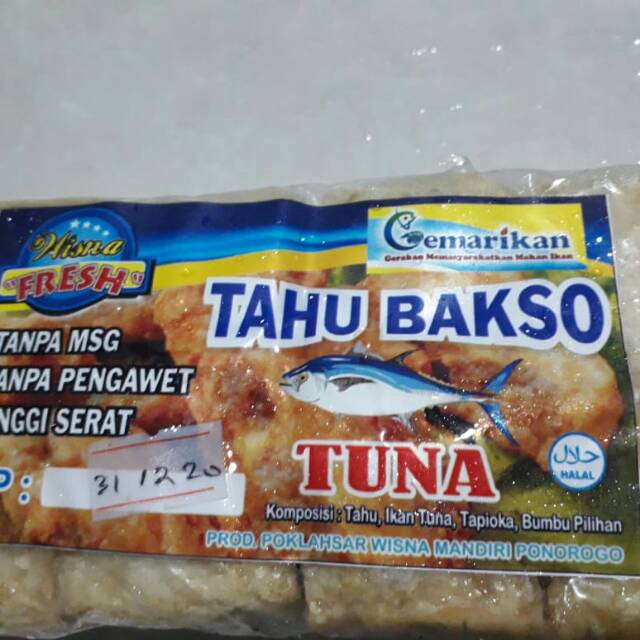 Wisna
"FRESH"
Gemarikan
Gerakan Memasyarakatkan Makan Ikan
TAHU BAKSO
TANPA MSG
ANPA PENGAWET
NGGI SERAT
P :
31 12 20
TUNA
حلال
HALAL
Komposisi : Tahu, Ikan Tuna, Tapioka, Bumbu Pilihan
PROD. POKLAHSAR WISNA MANDIRI PONOROGO